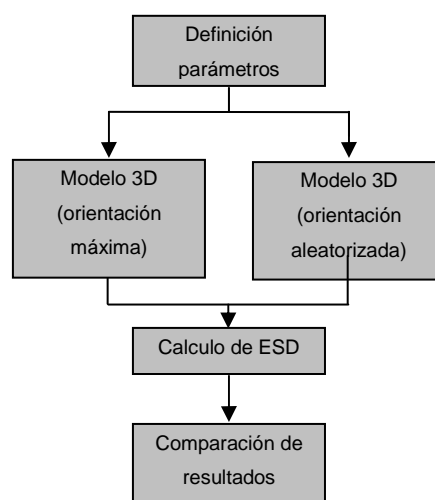 Definición
parámetros
Modelo 3D
(orientación
máxima)
Modelo 3D
(orientación
aleatorizada)
Calculo de ESD
Comparación de
resultados